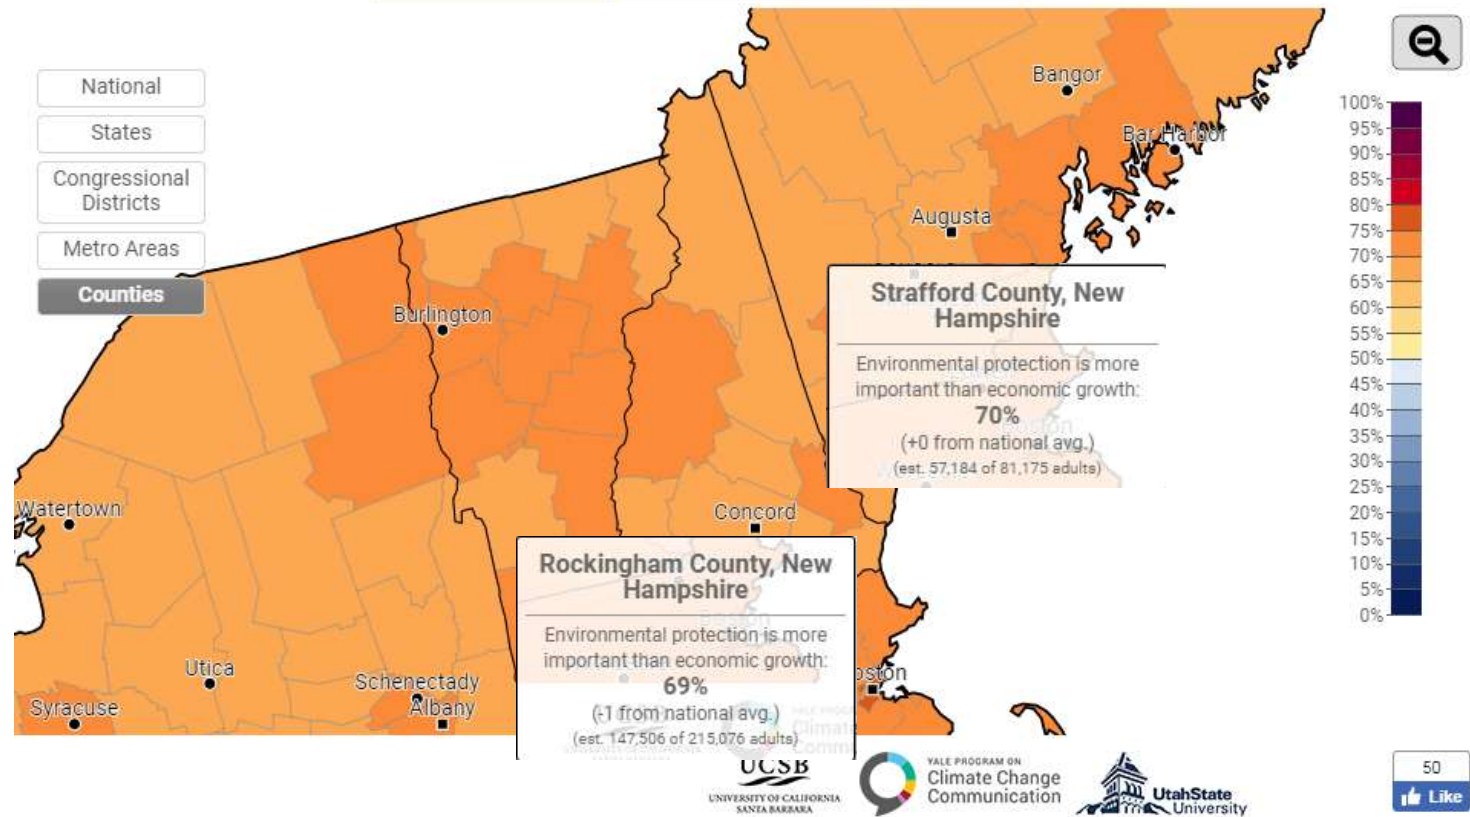 National
States
Congressional
Districts
Metro Areas
Counties
Bangor
Bar Harbor
Augusta
Burlington
Watertown
Concord
Utica
Schenectady
Albany
Syracuse
oston
Strafford County, New
Hampshire
Environmental protection is more
important than economic growth:
70%
(+0 from national avg.)
(est. 57,184 of 81,175 adults)
Rockingham County, New
Hampshire
Environmental protection is more
important than economic growth:
69%
(-1 from national avg.)
(est. 147,506 of 215,076 adults)
100%
95%
90%
85%
80%
75%
70%
65%
60%
55%
50%
45%
40%
35%
30%
25%
20%
15%
10%
5%
0%
UCSB
UNIVERSITY OF CALIFORNIA
SANTA BARBARA
YALE PROGRAM ON
Climate Change
Communication
UtahState
University
50
Like